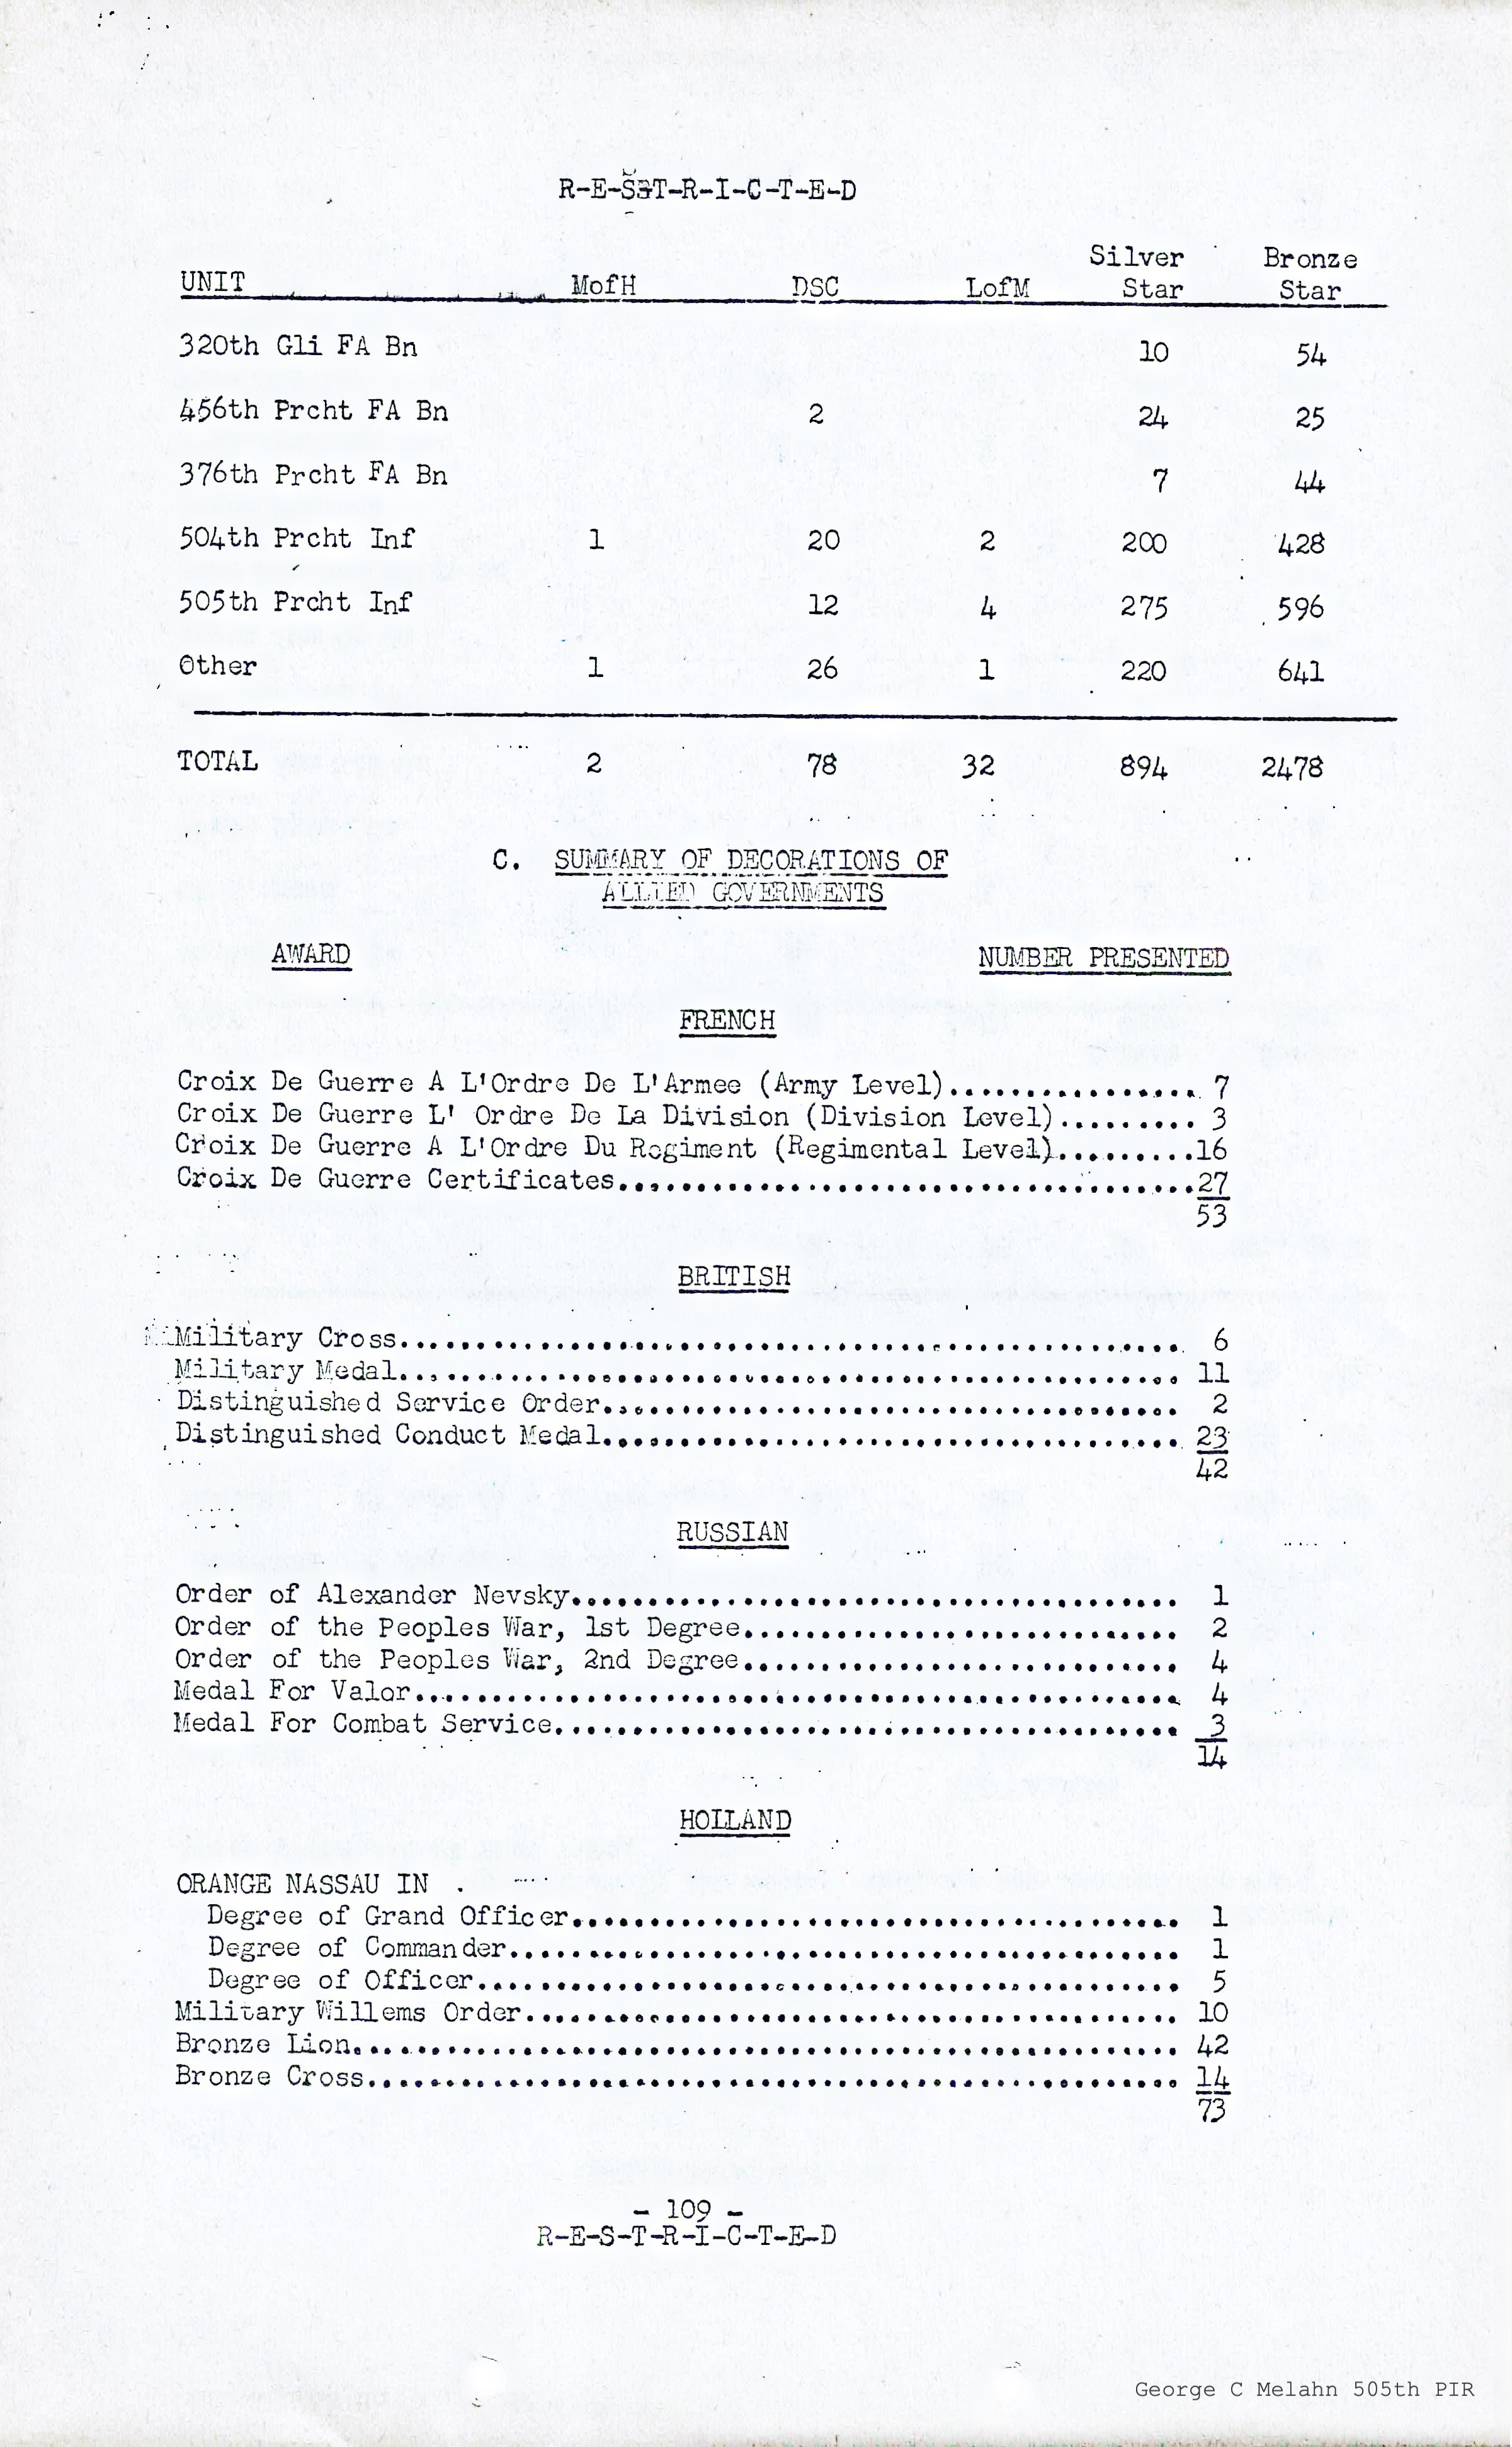 R-E-S-T-R-I-C-T-E-D
UNIT MofH DSC LofM Silver Star Bronze Star
320th Gli FA Bn 10 54
456th Prcht FA Bn 2 24 25
376th Prcht FA Bn 7 44
504th Prcht Inf 1 20 2 200 428
505th Prcht Inf 12 4 275 596
Other 1 26 1 220 641
TOTAL 2 78 32 894 2478
C. SUMMARY OF DECORATIONS OF
ALLIED GOVERNMENTS
AWARD NUMBER PRESENTED
FRENCH
Croix De Guerre A L'Ordre De L'Armee (Army Level)................ 7
Croix De Guerre L' Ordre De La Division (Division Level)......... 3
Croix De Guerre A L'Ordre Du Regiment (Regimental Level).........16
Croix De Guerre Certificates.....................................27
53
BRITISH
Military Cross.................................................. 6
Military Medal.................................................. 11
Distinguished Service Order..................................... 2
Distinguished Conduct Medal..................................... 23
42
RUSSIAN
Order of Alexander Nevsky....................................... 1
Order of the Peoples War, 1st Degree............................ 2
Order of the Peoples War, 2nd Degree............................ 4
Medal For Valor................................................. 4
Medal For Combat Service........................................ 3
14
HOLLAND
ORANGE NASSAU IN .
Degree of Grand Officer....................................... 1
Degree of Commander........................................... 1
Degree of Officer............................................. 5
Military Willems Order.......................................... 10
Bronze Lion..................................................... 42
Bronze Cross.................................................... 14
73
- 109 -
R-E-S-T-R-I-C-T-E-D
George C Melahn 505th PIR